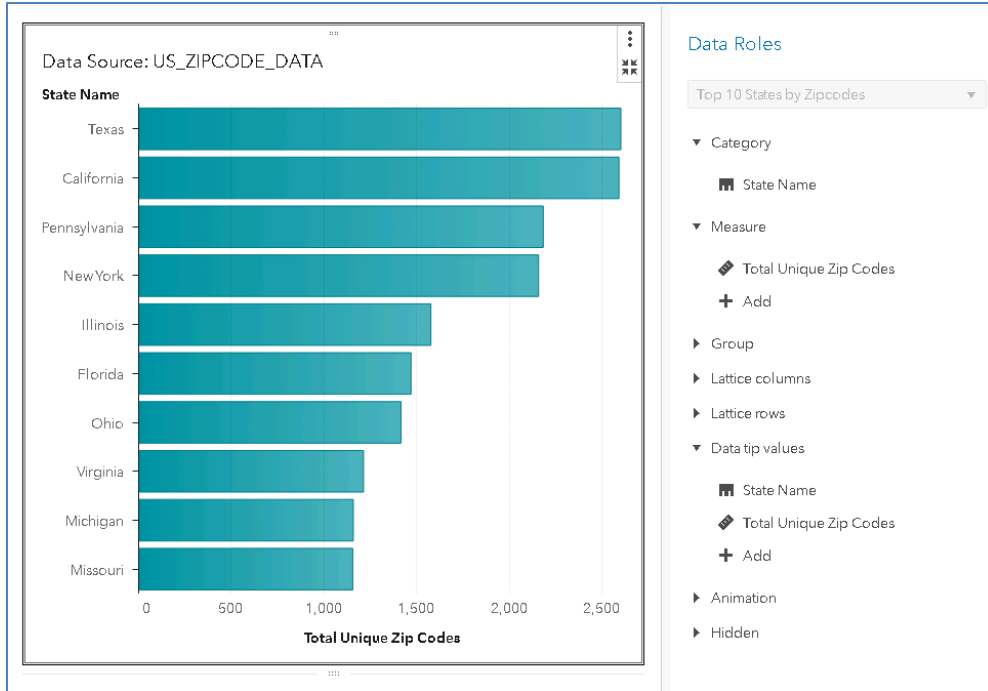 Data Source: US_ZIPCODE_DATA
State Name
Texas
California
Pennsylvania
New York
Illinois
Florida
Ohio
Virginia
Michigan
Missouri
0 500 1,000 1,500 2,000 2,500
Total Unique Zip Codes
Data Roles
Top 10 States by Zipcodes
Category
State Name
Measure
Total Unique Zip Codes
Add
Group
Lattice columns
Lattice rows
Data tip values
State Name
Total Unique Zip Codes
Add
Animation
Hidden